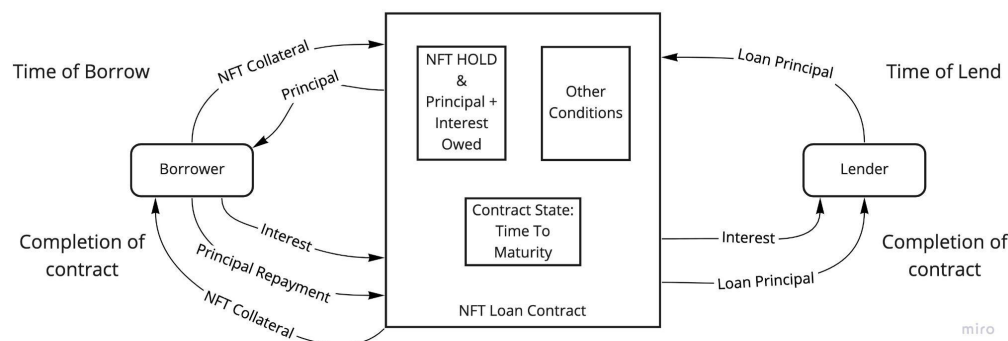 Time of Borrow
NFT Collateral
Principal
Borrower
Completion of
contract
Interest
Principal Repayment
NFT Collateral
NFT HOLD
&
Principal +
Interest
Owed
Other
Conditions
Contract State:
Time To
Maturity
NFT Loan Contract
Loan Principal
Time of Lend
Lender
Interest
Loan Principal
Completion of
contract
miro